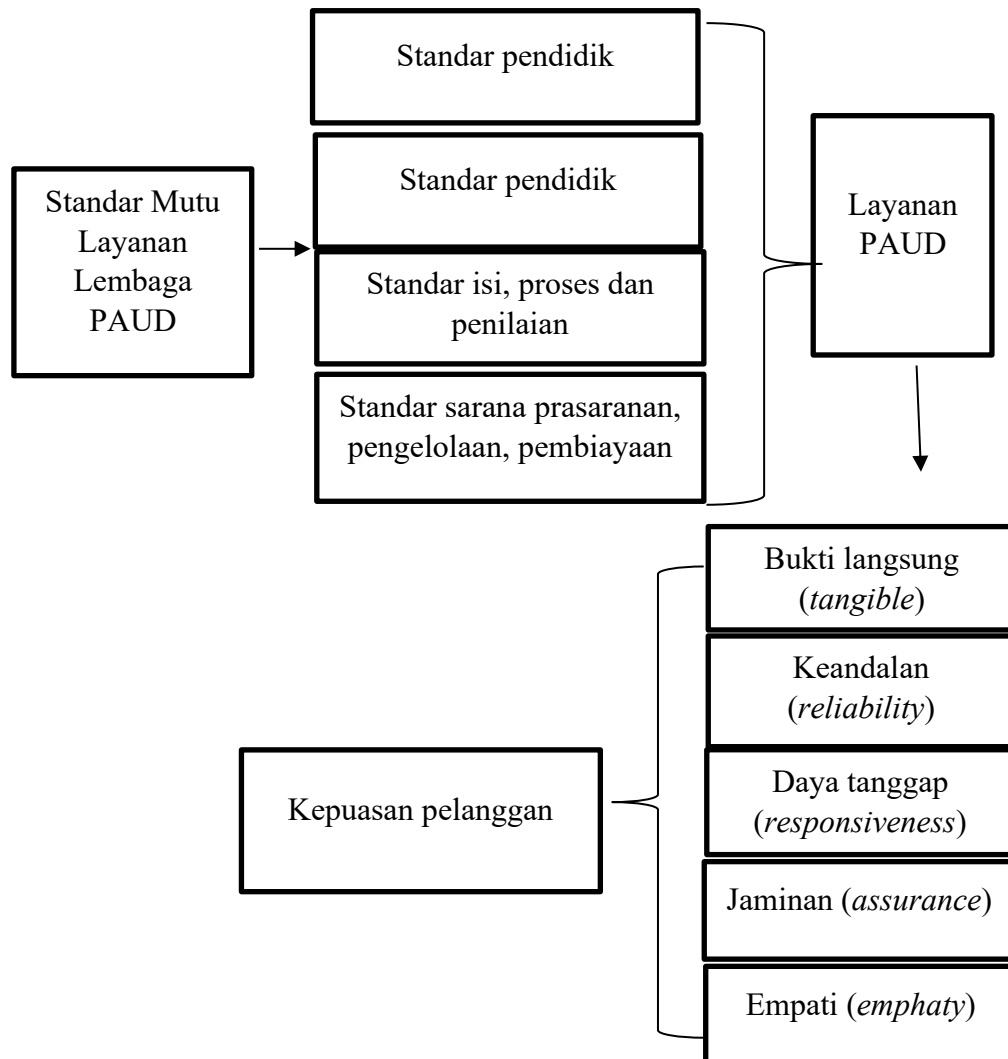 Standar pendidik
Standar pendidik
Standar Mutu
Layanan
Lembaga
PAUD
Standar isi, proses dan
penilaian
Standar sarana prasaranan,
pengelolaan, pembiayaan
Layanan
PAUD
Bukti langsung
(tangible)
Keandalan
(reliability)
Daya tanggap
(responsiveness)
Jaminan (assurance)
Empati (emphaty)
Kepuasan pelanggan